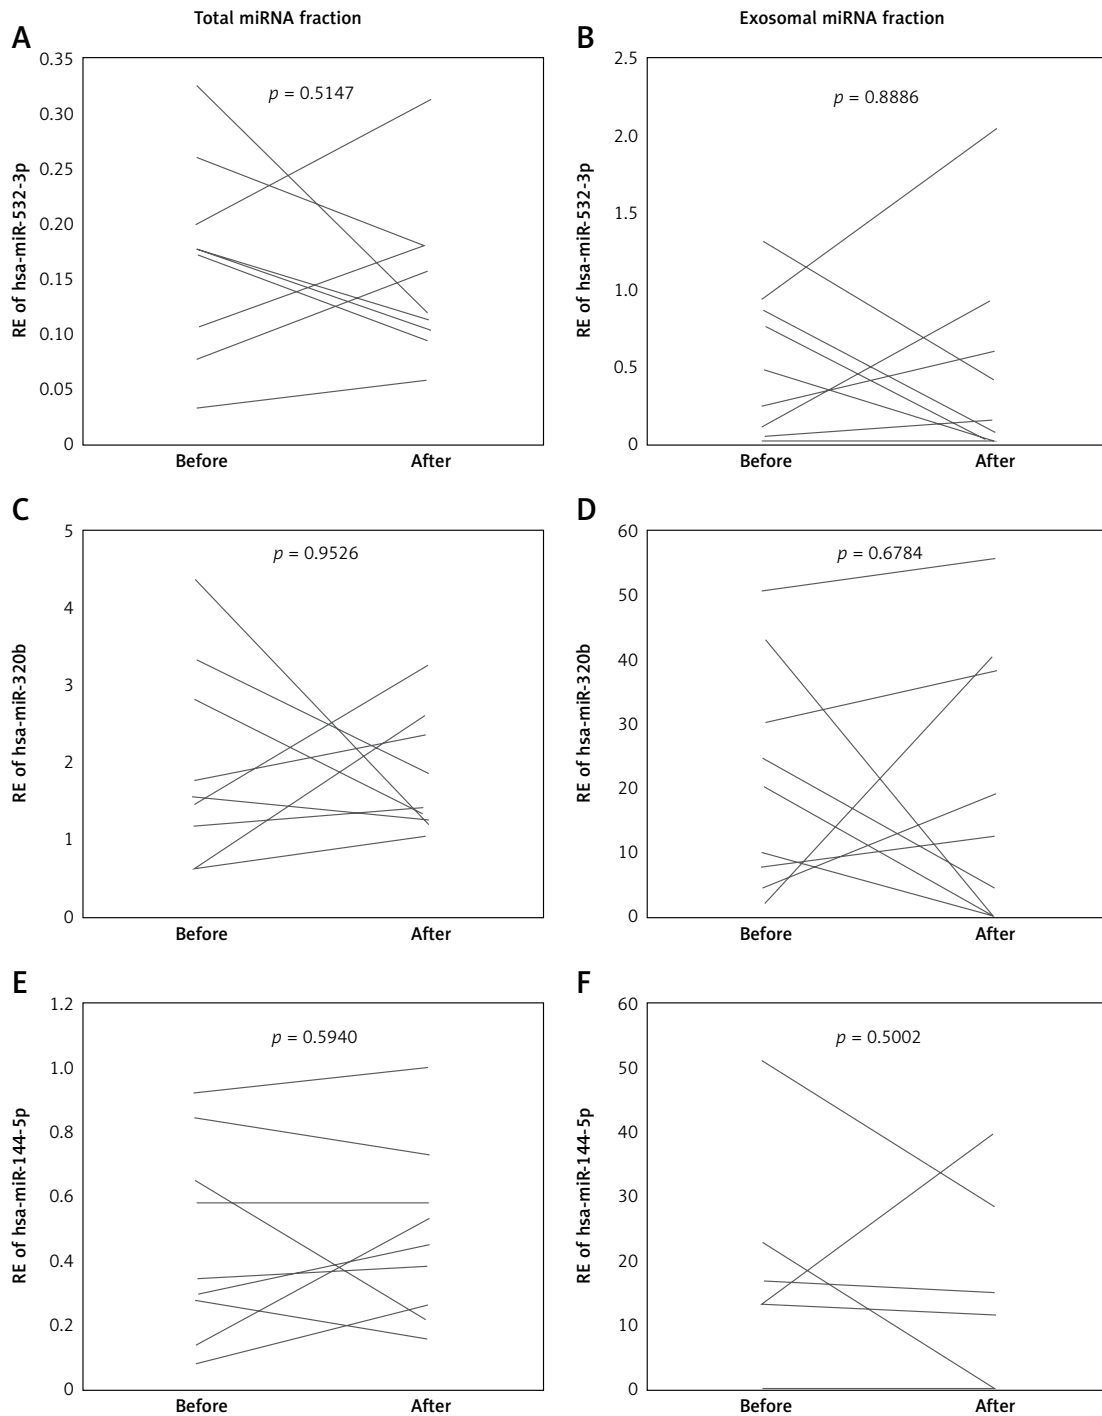 Total miRNA fraction
Exosomal miRNA fraction
A
RE of hsa-miR-532-3p
0.35
0.30
0.25
0.20
0.15
0.10
0.05
0
p = 0.5147
Before After
B
RE of hsa-miR-532-3p
2.5
2.0
1.5
1.0
0.5
0
p = 0.8886
Before After
C
RE of hsa-miR-320b
5
4
3
2
1
0
p = 0.9526
Before After
D
RE of hsa-miR-320b
60
50
40
30
20
10
0
p = 0.6784
Before After
E
RE of hsa-miR-144-5p
1.2
1.0
0.8
0.6
0.4
0.2
0
p = 0.5940
Before After
F
RE of hsa-miR-144-5p
60
50
40
30
20
10
0
p = 0.5002
Before After